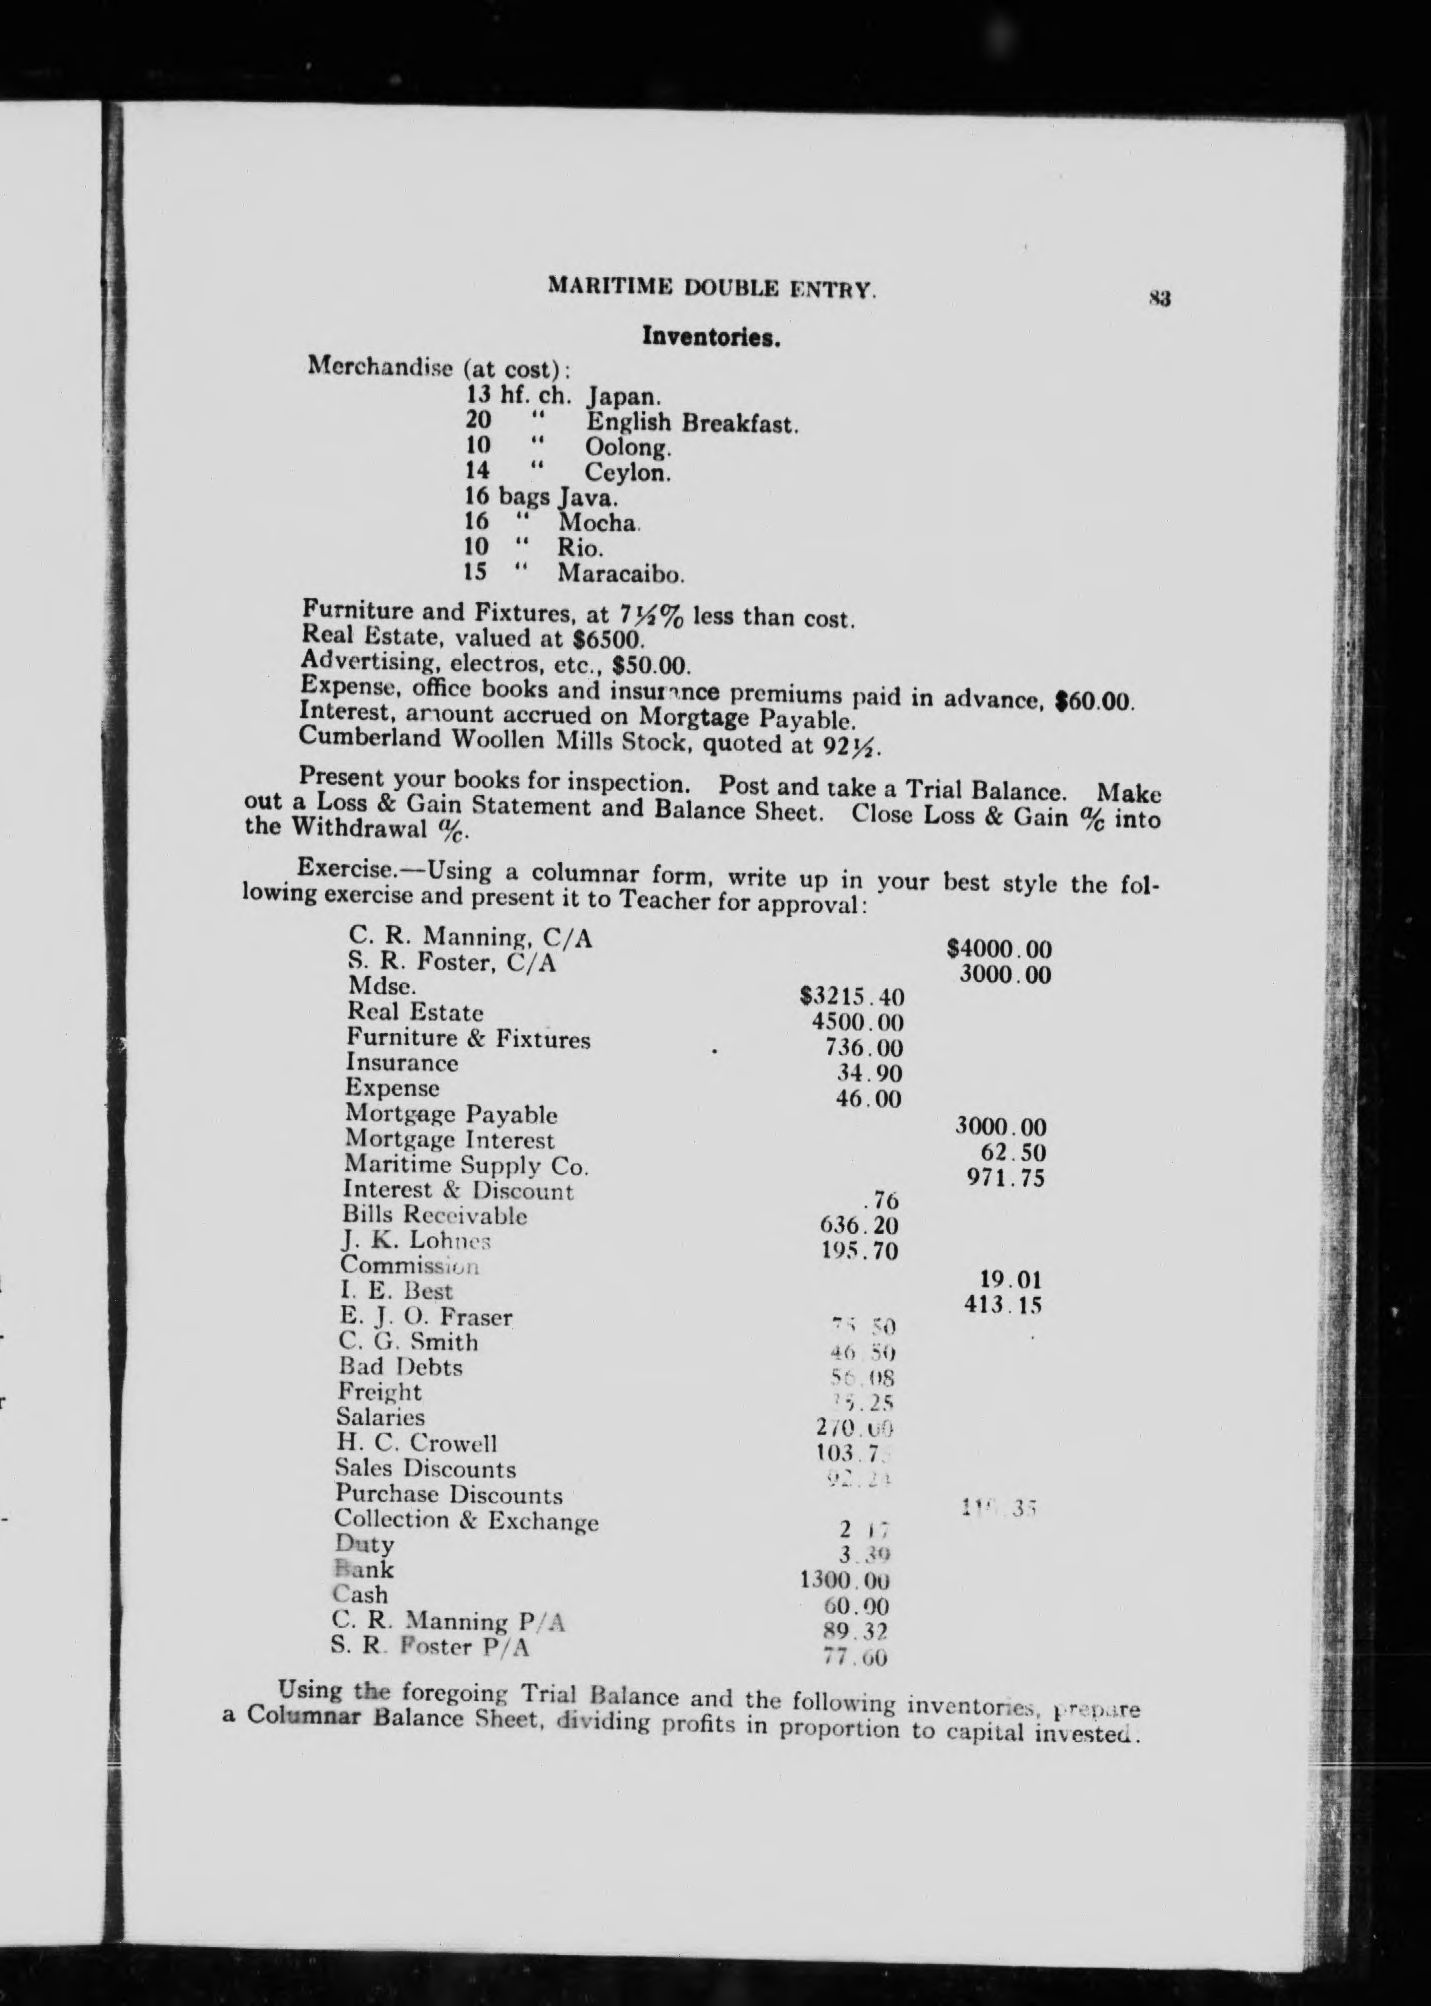 MARITIME DOUBLE ENTRY. 83
Inventories.
Merchandise (at cost):
13 hf. ch. Japan.
20 " English Breakfast.
10 " Oolong.
14 " Ceylon.
16 bags Java.
16 " Mocha.
10 " Rio.
15 " Maracaibo.
Furniture and Fixtures, at 7½% less than cost.
Real Estate, valued at $6500.
Advertising, electros, etc., $50.00.
Expense, office books and insurance premiums paid in advance, $60.00.
Interest, amount accrued on Morgtage Payable.
Cumberland Woollen Mills Stock, quoted at 92½.
Present your books for inspection. Post and take a Trial Balance. Make
out a Loss & Gain Statement and Balance Sheet. Close Loss & Gain a/c into
the Withdrawal a/c.
Exercise.—Using a columnar form, write up in your best style the fol-
lowing exercise and present it to Teacher for approval:
C. R. Manning, C/A $4000.00
S. R. Foster, C/A 3000.00
Mdse. $3215.40
Real Estate 4500.00
Furniture & Fixtures 736.00
Insurance 34.90
Expense 46.00
Mortgage Payable 3000.00
Mortgage Interest 62.50
Maritime Supply Co. 971.75
Interest & Discount .76
Bills Receivable 636.20
J. K. Lohnes 195.70
Commission 19.01
I. E. Best 413.15
E. J. O. Fraser
C. G. Smith 46.50
Bad Debts 56.08
Freight
Salaries 270.00
H. C. Crowell
Sales Discounts
Purchase Discounts
Collection & Exchange 2.17
Duty 3.39
Bank 1300.00
Cash 60.00
C. R. Manning P/A 89.32
S. R. Foster P/A 77.60
Using the foregoing Trial Balance and the following inventories, prepare
a Columnar Balance Sheet, dividing profits in proportion to capital invested.